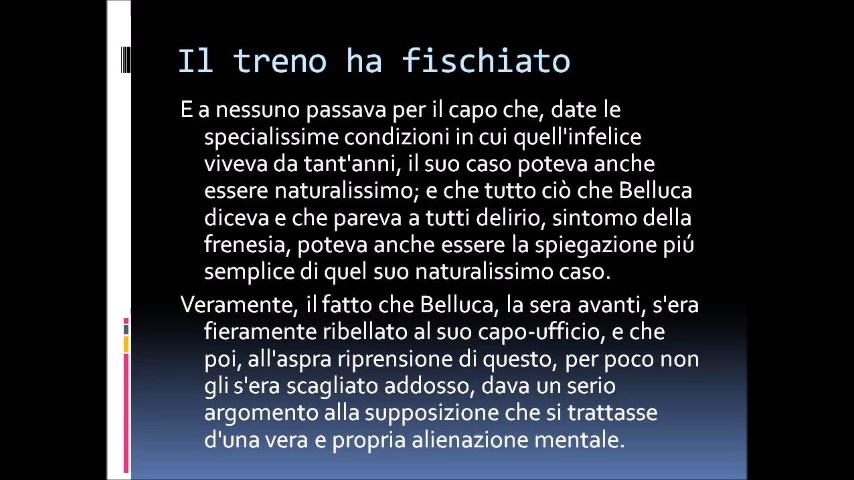 Il treno ha fischiato
E a nessuno passava per il capo che, date le
specialissime condizioni in cui quell'infelice
viveva da tant'anni, il suo caso poteva anche
essere naturalissimo; e che tutto ciò che Belluca
diceva e che pareva a tutti delirio, sintomo della
frenesia, poteva anche essere la spiegazione piú
semplice di quel suo naturalissimo caso.
Veramente, il fatto che Belluca, la sera avanti, s'era
fieramente ribellato al suo capo-ufficio, e che
poi, all'aspra riprensione di questo, per poco non
gli s'era scagliato addosso, dava un serio
argomento alla supposizione che si trattasse
d'una vera e propria alienazione mentale.